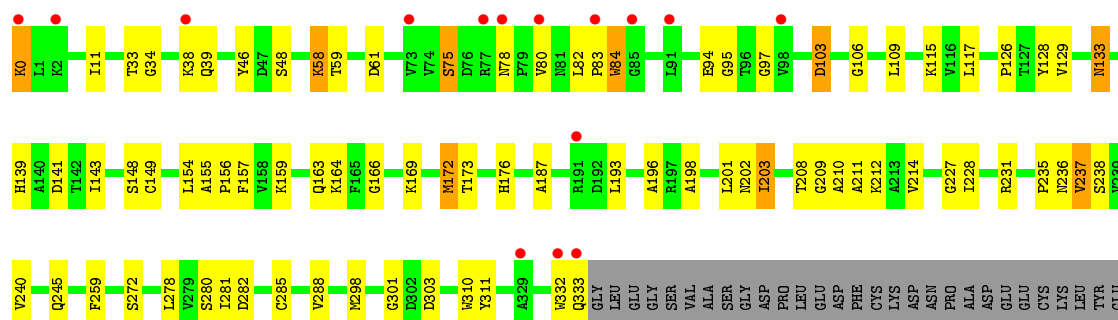 K0 L1 K2 I11 T33 G34 K38 Q39 Y46 D47 S48 K58 T59 D61 V73 V74 S75 D76 R77 N78 P79 V80 N81 L82 P83 W84 G85 L91 E94 G95 T96 G97 V98 D103 G106 L109 K115 V116 L117 P126 T127 Y128 V129 N133
H139 A140 D141 T142 I143 S148 C149 L154 A155 P156 F157 V158 K159 Q163 K164 F165 G166 K169 M172 T173 H176 A187 R191 D192 L193 A196 R197 A198 L201 N202 I203 T208 G209 A210 A211 K212 A213 V214 G227 I228 R231 P235 N236 V237 S238
V240 Q245 F259 S272 L278 V279 S280 I281 D282 C285 V288 M298 G301 D302 D303 W310 Y311 A329 W332 Q333 GLY LEU GLU GLY SER VAL ALA SER GLY ASP PRO LEU GLU ASP PHE CYS LYS ASP ASN PRO ALA ASP GLU GLU CYS LYS LEU TYR